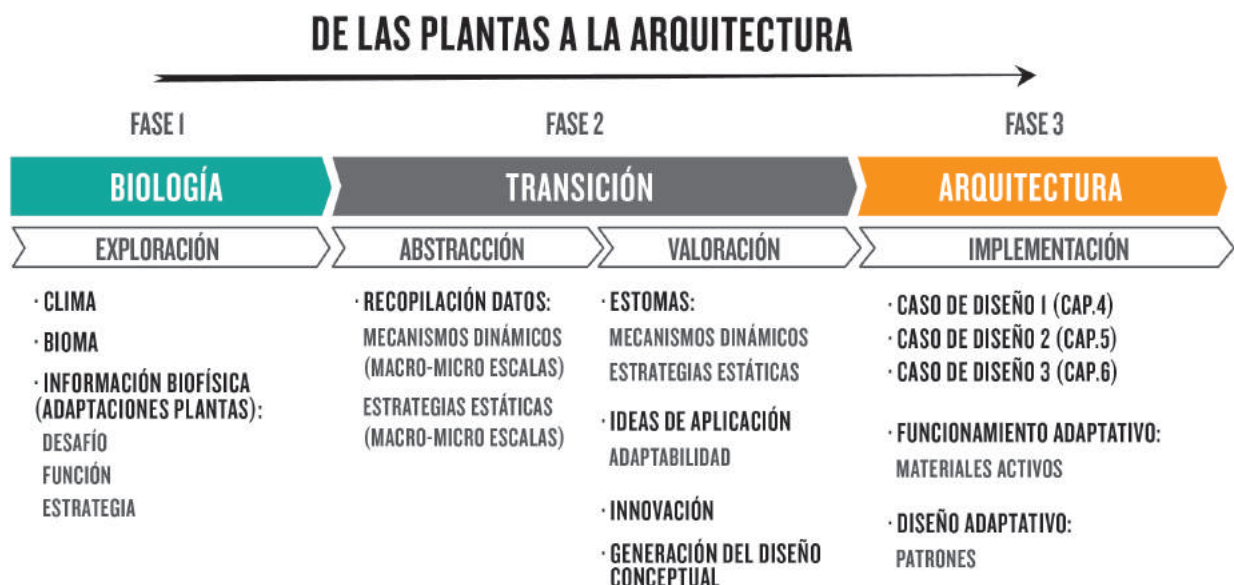 DE LAS PLANTAS A LA ARQUITECTURA
FASE 1
FASE 2
FASE 3
BIOLOGÍA
TRANSICIÓN
ARQUITECTURA
EXPLORACIÓN
ABSTRACCIÓN
VALORACIÓN
IMPLEMENTACIÓN
· CLIMA
· BIOMA
· INFORMACIÓN BIOFÍSICA
(ADAPTACIONES PLANTAS):
DESAFÍO
FUNCIÓN
ESTRATEGIA
· RECOPILACIÓN DATOS:
MECANISMOS DINÁMICOS
(MACRO-MICRO ESCALAS)
ESTRATEGIAS ESTÁTICAS
(MACRO-MICRO ESCALAS)
· ESTOMAS:
MECANISMOS DINÁMICOS
ESTRATEGIAS ESTÁTICAS
· IDEAS DE APLICACIÓN
ADAPTABILIDAD
· INNOVACIÓN
· GENERACIÓN DEL DISEÑO
CONCEPTUAL
· CASO DE DISEÑO 1 (CAP.4)
· CASO DE DISEÑO 2 (CAP.5)
· CASO DE DISEÑO 3 (CAP.6)
· FUNCIONAMIENTO ADAPTATIVO:
MATERIALES ACTIVOS
· DISEÑO ADAPTATIVO:
PATRONES